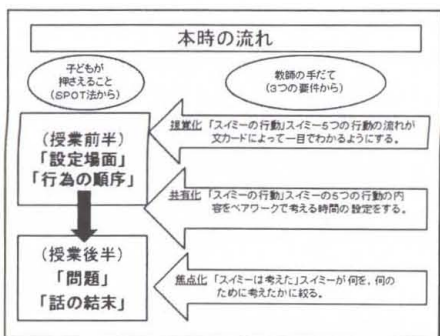 本時の流れ
子どもが
押さえること
(SPOT法から)
教師の手だて
(3つの要件から)
(授業前半)
「設定場面」
「行為の順序」
視覚化 「スイミーの行動」スイミー5つの行動の流れが
文カードによって一目でわかるようにする。
共有化 「スイミーの行動」スイミーの5つの行動の内
容をペアワークで考える時間の設定をする。
(授業後半)
「問題」
「話の結末」
焦点化 「スイミーは考えた」スイミーが何を、何の
ために考えたかに絞る。